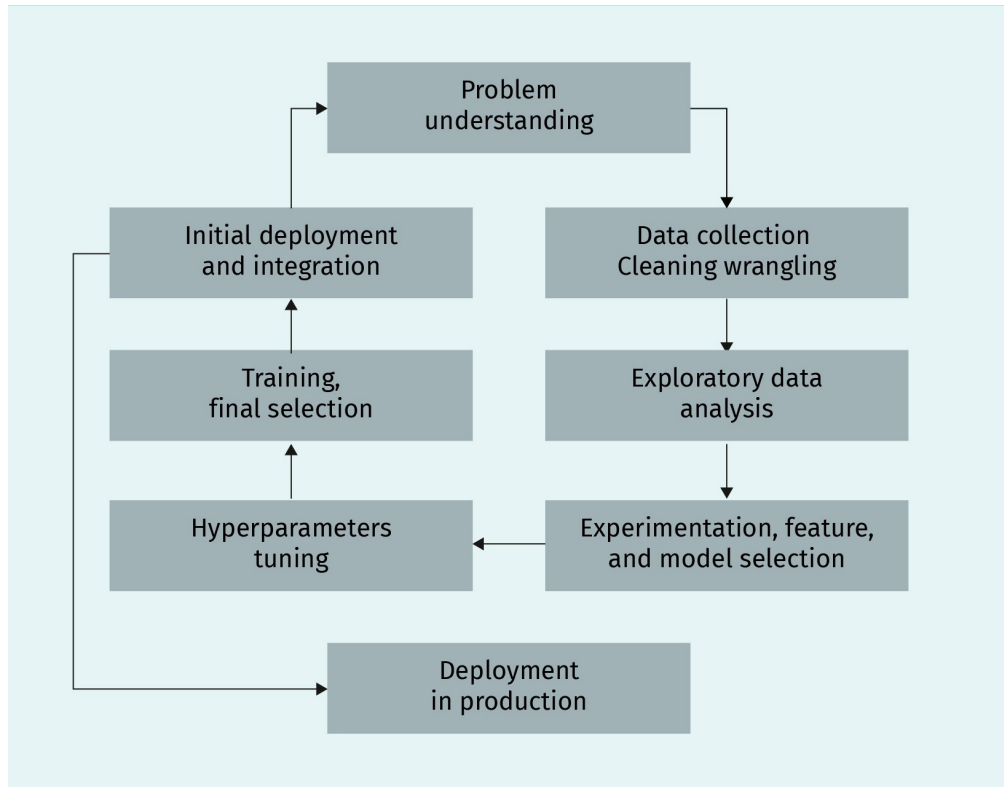 Problem
understanding
Data collection
Cleaning wrangling
Exploratory data
analysis
Experimentation, feature,
and model selection
Hyperparameters
tuning
Training,
final selection
Initial deployment
and integration
Deployment
in production